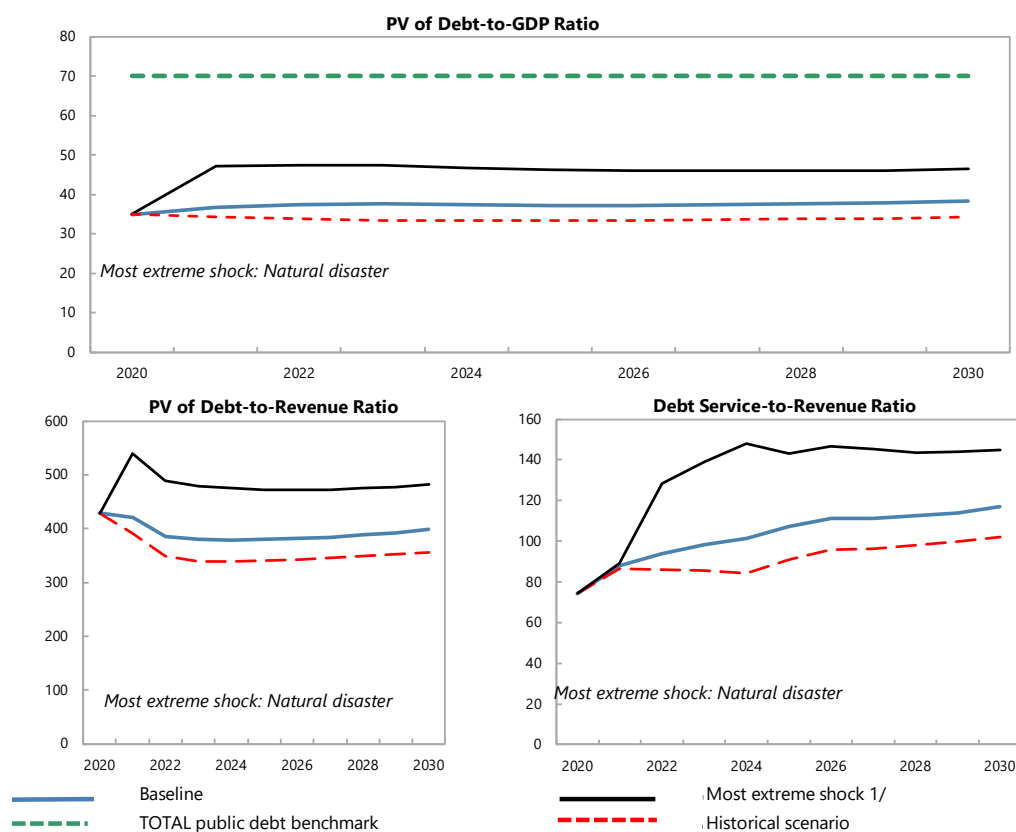 PV of Debt-to-GDP Ratio
80
70
60
50
40
30
20
10
0
Most extreme shock: Natural disaster
2020 2022 2024 2026 2028 2030
PV of Debt-to-Revenue Ratio
600
500
400
300
200
100
0
Most extreme shock: Natural disaster
2020 2022 2024 2026 2028 2030
Debt Service-to-Revenue Ratio
160
140
120
100
80
60
40
20
0
Most extreme shock: Natural disaster
2020 2022 2024 2026 2028 2030
Baseline
TOTAL public debt benchmark
Most extreme shock 1/
Historical scenario